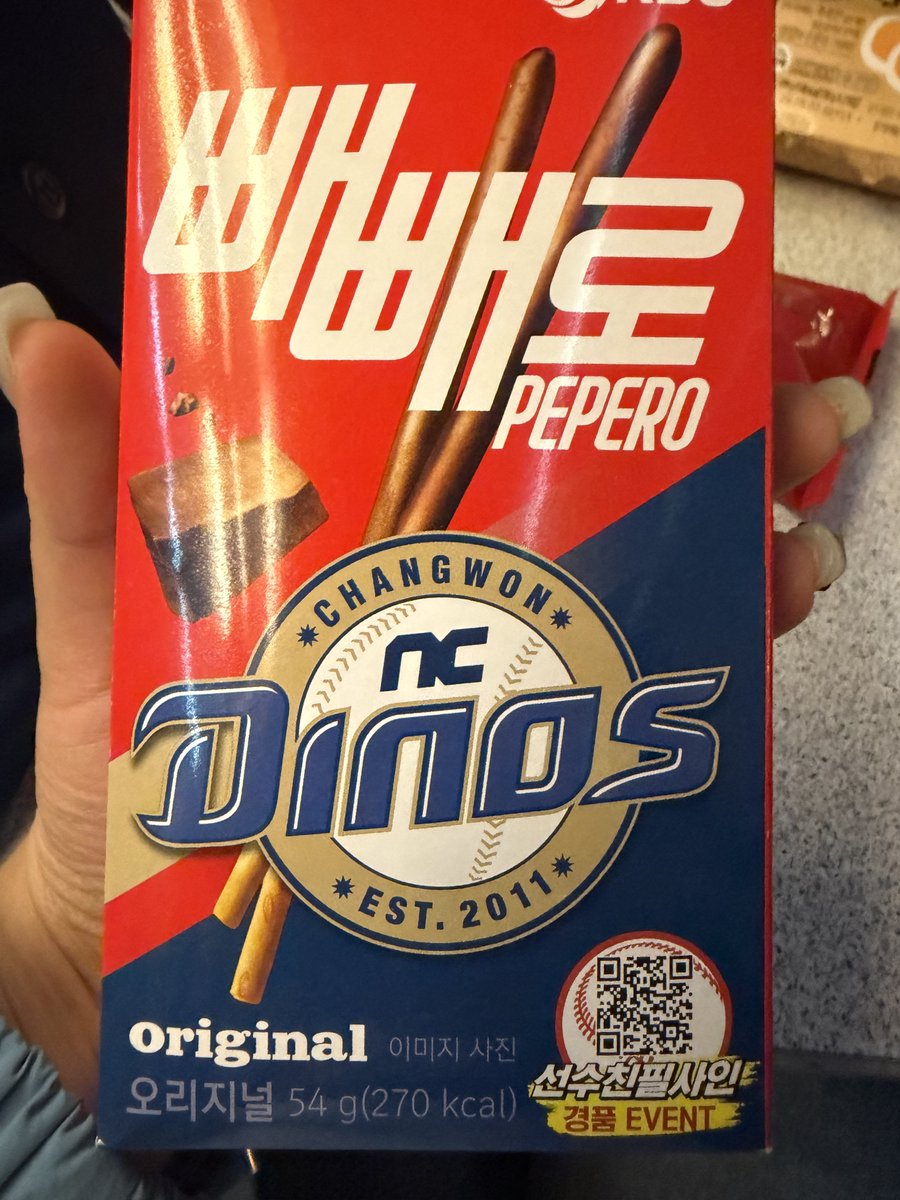 빼빼로
PEPERO
CHANGWON
NC
DINOS
EST. 2011
Original 이미지 사진
오리지널 54 g(270 kcal)
선수친필사인
경품 EVENT